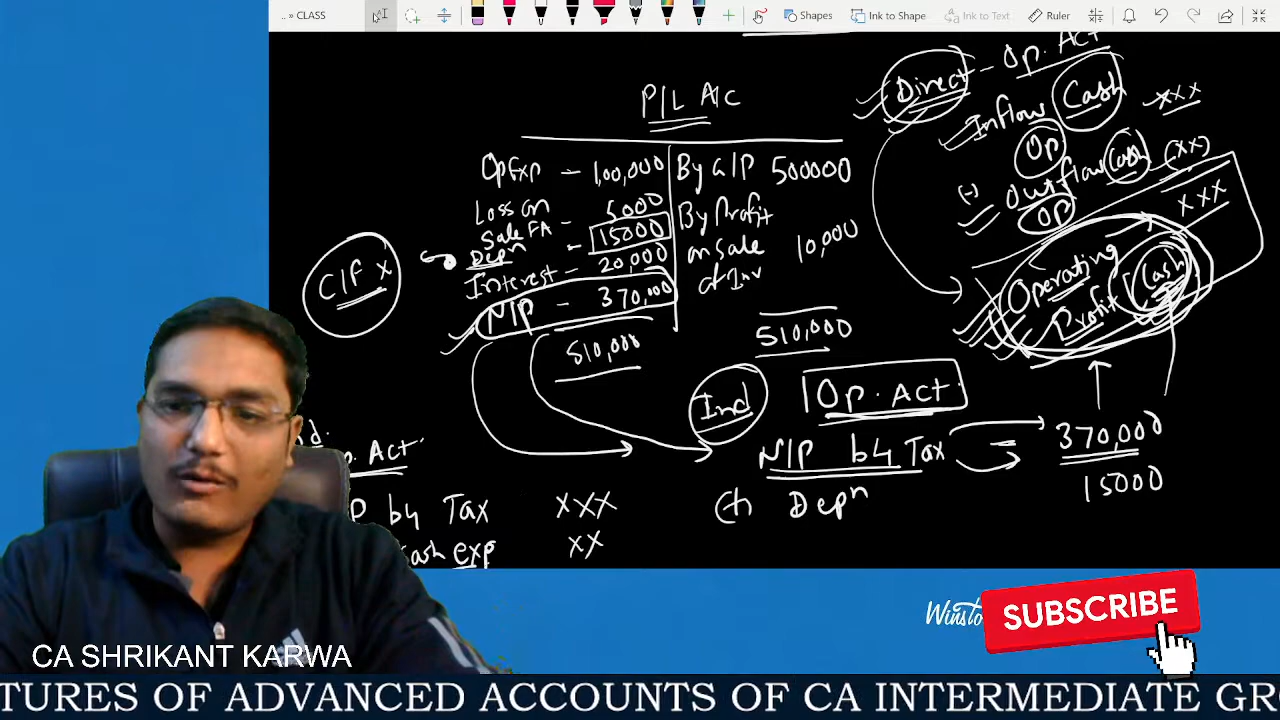 .. » CLASS
Shapes
Ink to Shape
Ink to Text
Ruler
P/L A/c
OpExp - 1,00,000 By G/P 500000
Loss on
Sale FA - 5000 By Profit
Depn - 15000 on sale 10,000
Interest - 20,000 of Inv
N/P - 370,000
510,000 510,000
C/F x
Direct - Op. Act
Inflow Cash xxx
Op
(-) Outflow Cash (xx)
Op
xxx
Operating
Profit [Cash
Ind Op. Act.
N/P b4 Tax = 370,000
(+) Depn 15000
Act.
P b4 Tax xxx
Cash exp xx
SUBSCRIBE
CA SHRIKANT KARWA
TURES OF ADVANCED ACCOUNTS OF CA INTERMEDIATE GR